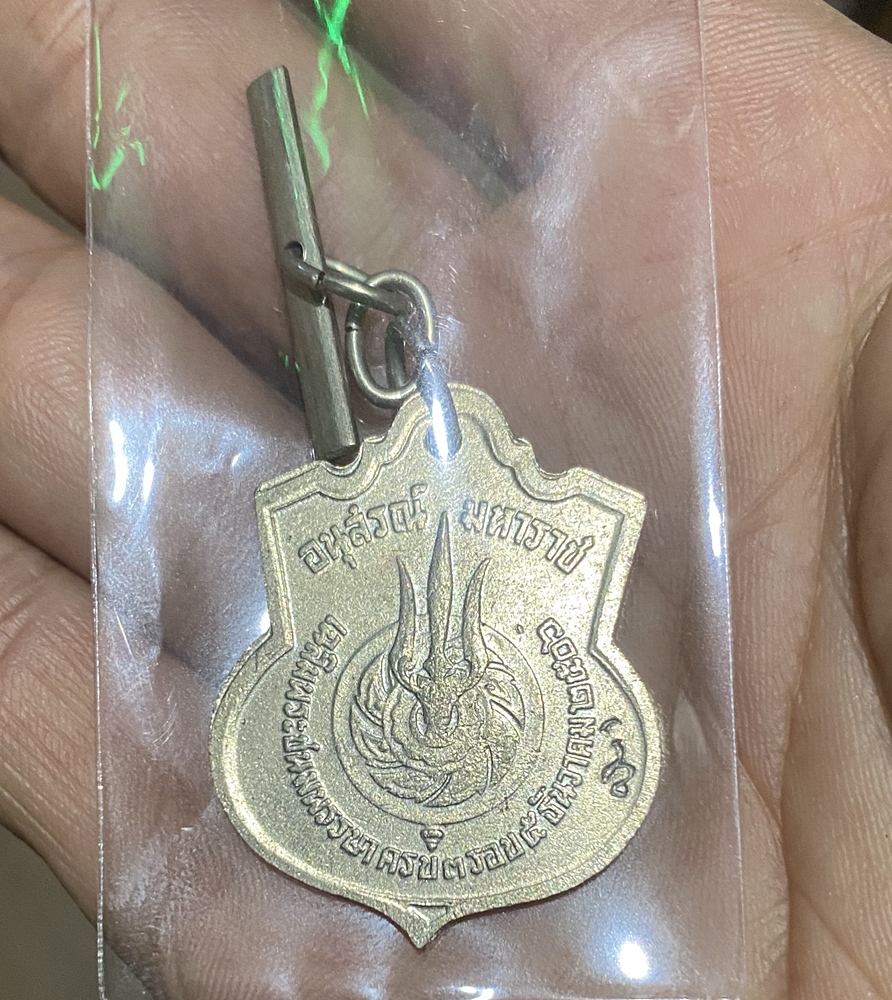 อนุสรณ์ มหาราช
เฉลิมพระชนมพรรษา ครบ ๓ รอบ ๕ ธันวาคม ๒๕๐๖